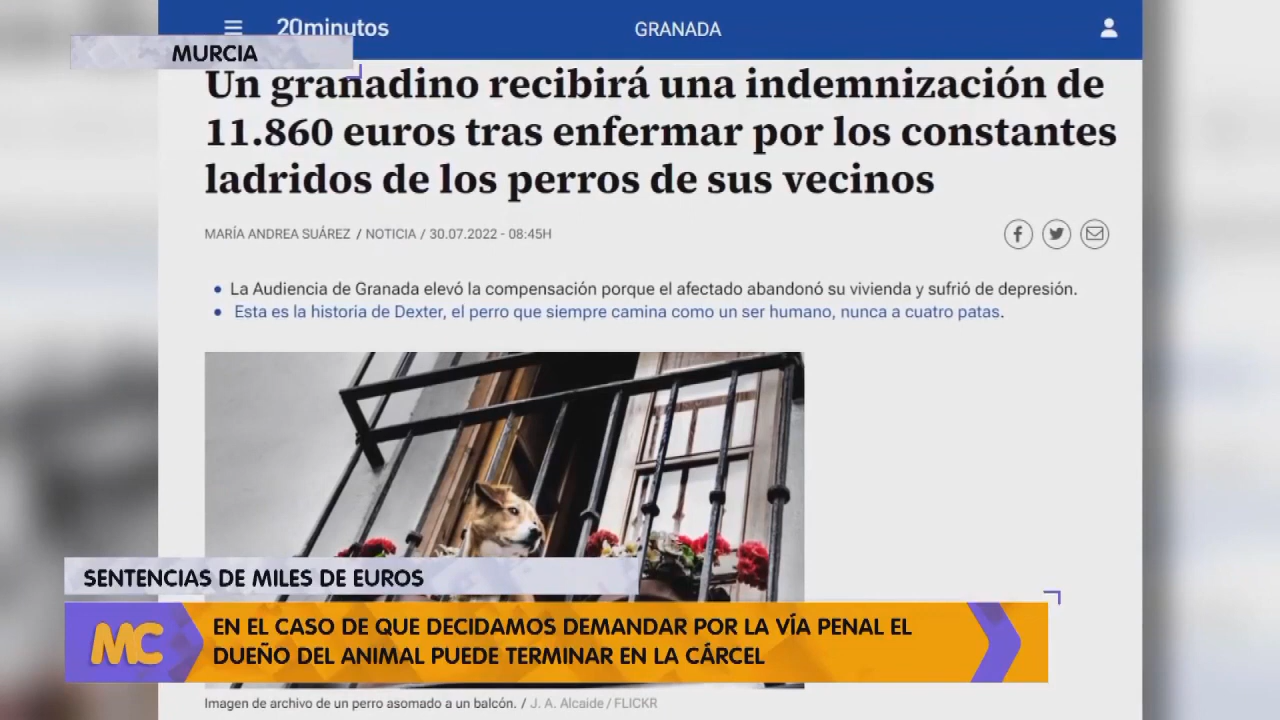 20minutos
GRANADA
MURCIA
Un granadino recibirá una indemnización de
11.860 euros tras enfermar por los constantes
ladridos de los perros de sus vecinos
MARÍA ANDREA SUÁREZ / NOTICIA / 30.07.2022 - 08:45H
La Audiencia de Granada elevó la compensación porque el afectado abandonó su vivienda y sufrió de depresión.
Esta es la historia de Dexter, el perro que siempre camina como un ser humano, nunca a cuatro patas.
SENTENCIAS DE MILES DE EUROS
MC
EN EL CASO DE QUE DECIDAMOS DEMANDAR POR LA VÍA PENAL EL
DUEÑO DEL ANIMAL PUEDE TERMINAR EN LA CÁRCEL
Imagen de archivo de un perro asomado a un balcón. / J. A. Alcaide / FLICKR